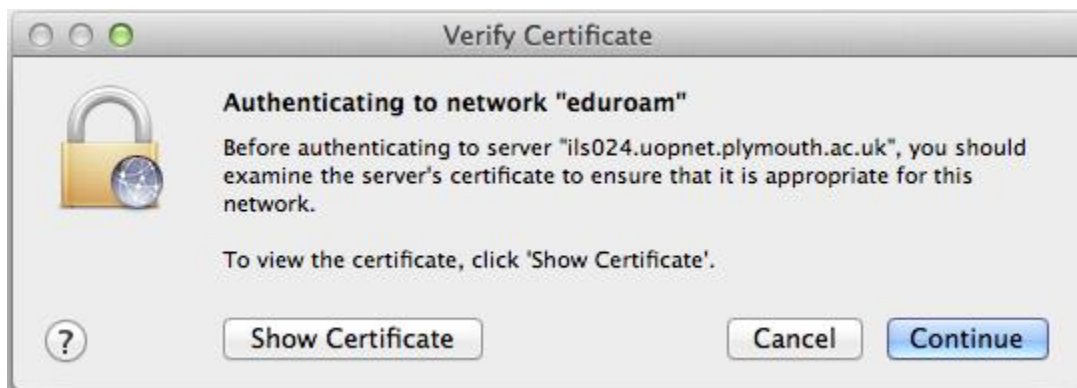 Verify Certificate
Authenticating to network "eduroam"
Before authenticating to server "ils024.uopnet.plymouth.ac.uk", you should
examine the server's certificate to ensure that it is appropriate for this
network.
To view the certificate, click 'Show Certificate'.
?
Show Certificate
Cancel
Continue